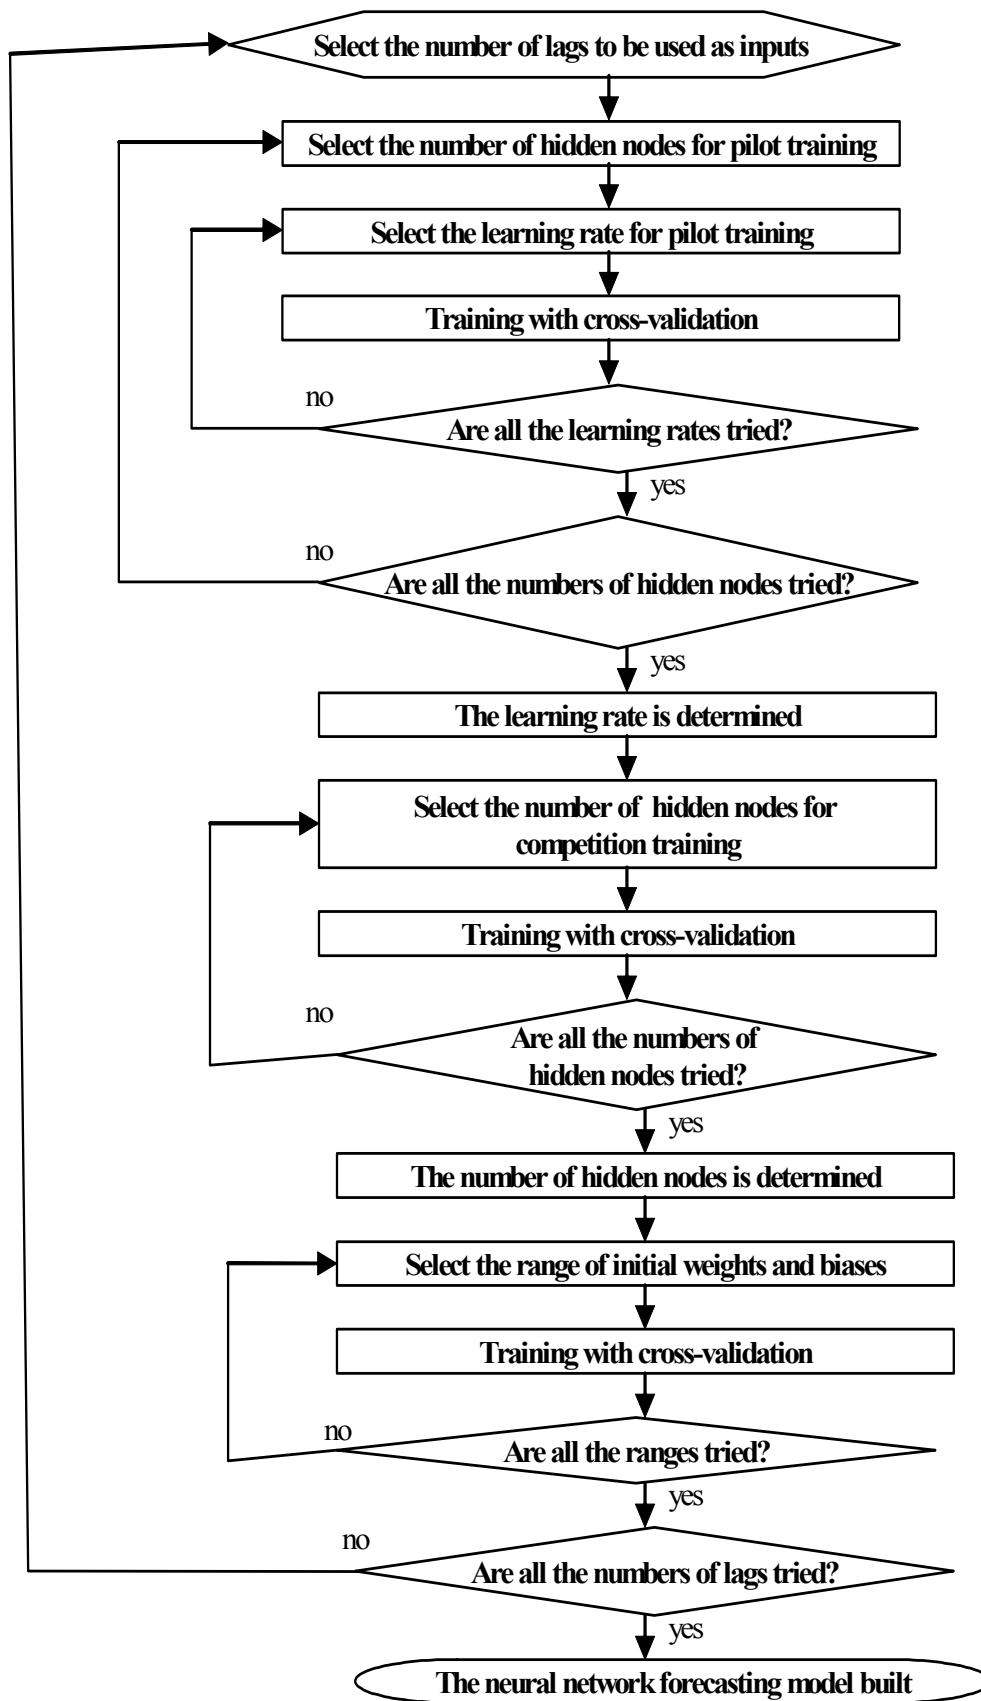 Select the number of lags to be used as inputs
Select the number of hidden nodes for pilot training
Select the learning rate for pilot training
Training with cross-validation
no
Are all the learning rates tried?
yes
no
Are all the numbers of hidden nodes tried?
yes
The learning rate is determined
Select the number of hidden nodes for
competition training
Training with cross-validation
no
Are all the numbers of
hidden nodes tried?
yes
The number of hidden nodes is determined
Select the range of initial weights and biases
Training with cross-validation
no
Are all the ranges tried?
yes
no
Are all the numbers of lags tried?
yes
The neural network forecasting model built